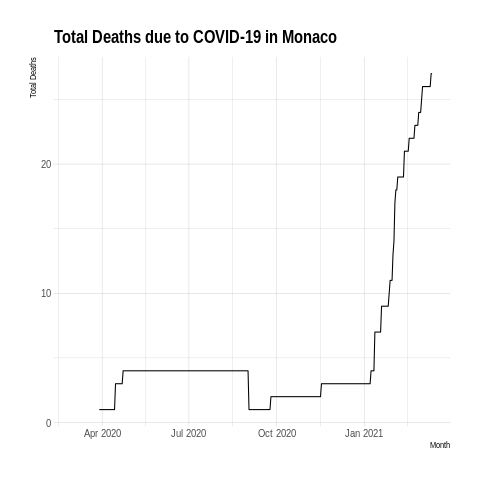 Total Deaths due to COVID-19 in Monaco
Total Deaths
20
10
0
Apr 2020 Jul 2020 Oct 2020 Jan 2021
Month